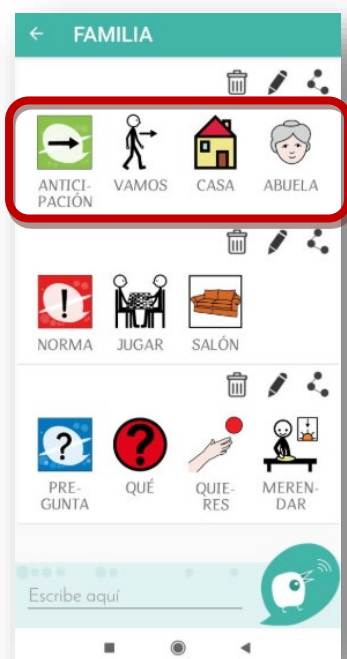 FAMILIA
ANTICI-
PACIÓN
VAMOS
CASA
ABUELA
NORMA
JUGAR
SALÓN
PRE-
GUNTA
QUÉ
QUIE-
RES
MEREN-
DAR
Escribe aquí